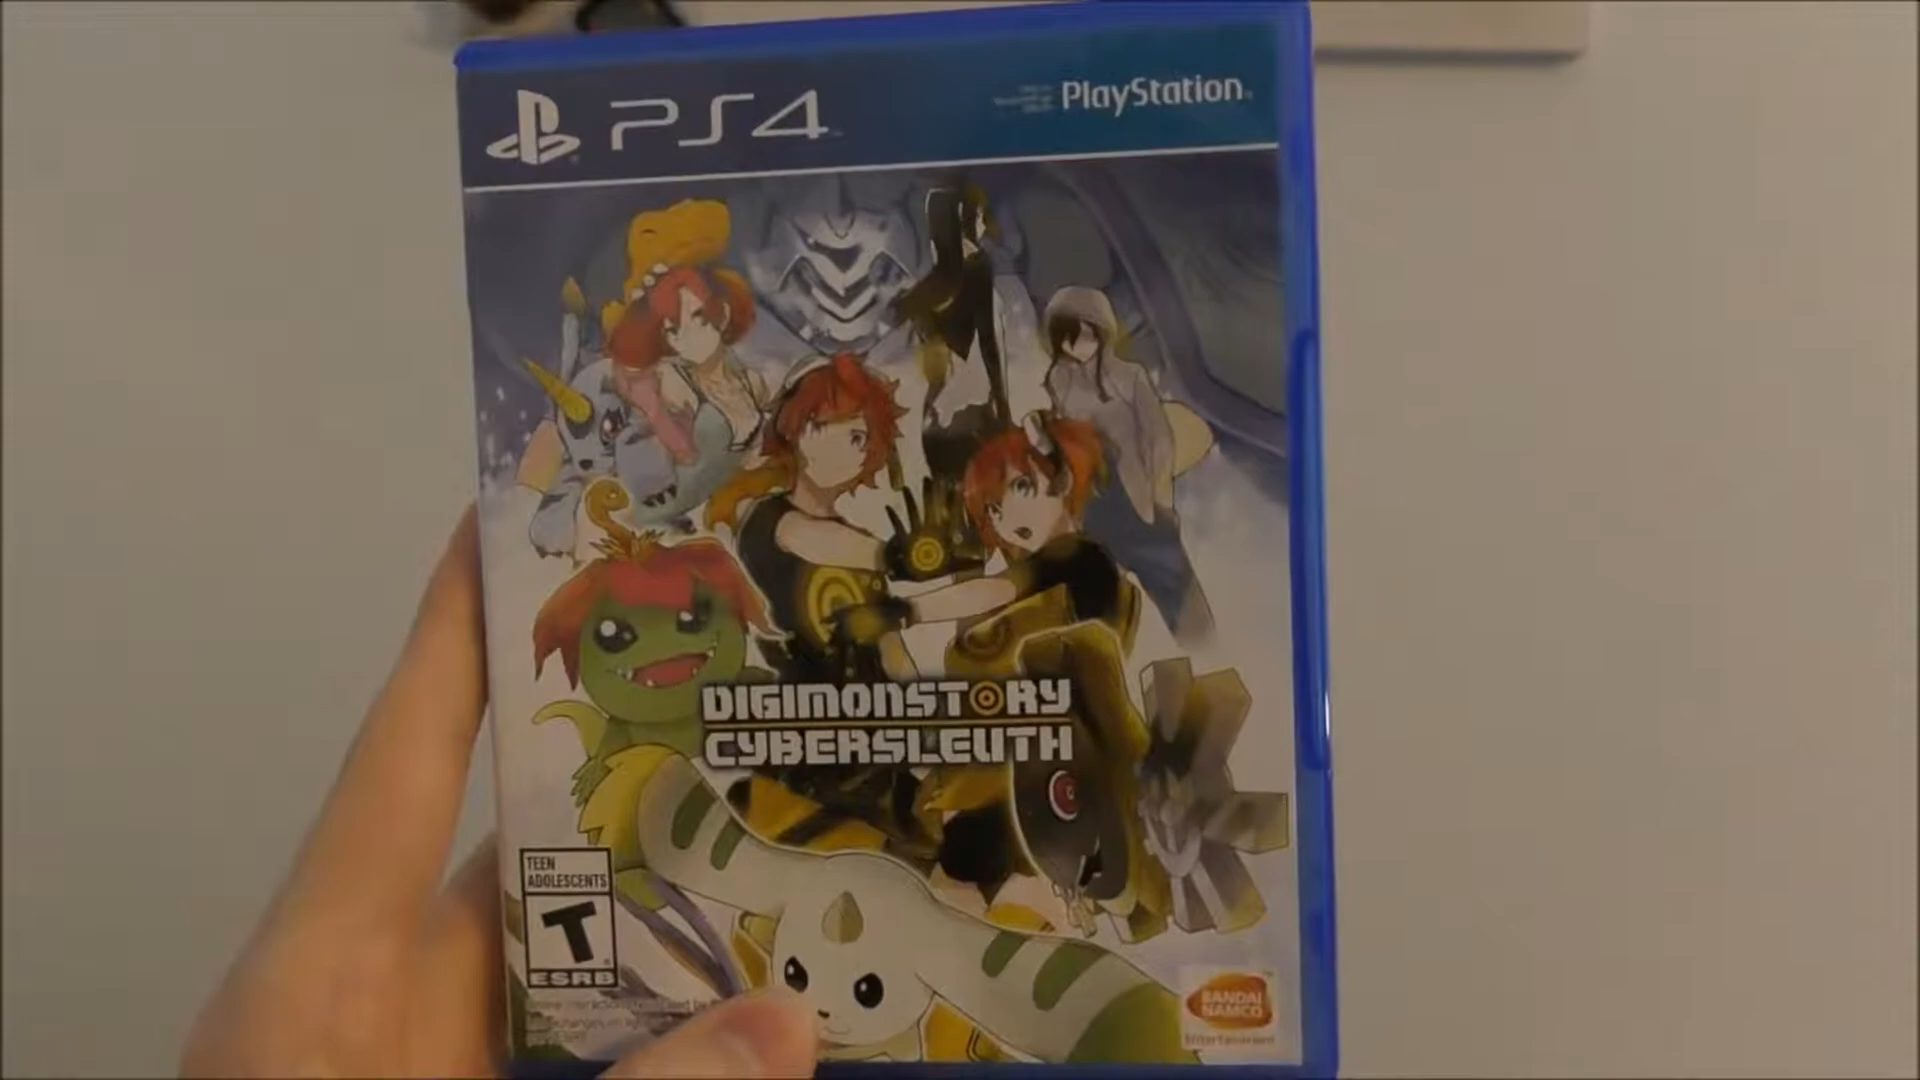 PS4
PlayStation
DIGIMONSTORY
CYBERSLEUTH
TEEN
ADOLESCENTS
T
ESRB
BANDAI
NAMCO
Entertainment